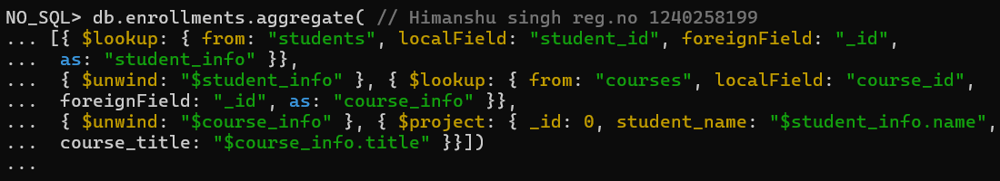 NO_SQL> db.enrollments.aggregate( // Himanshu singh reg.no 1240258199
... [{ $lookup: { from: "students", localField: "student_id", foreignField: "_id",
...  as: "student_info" }},
...  { $unwind: "$student_info" }, { $lookup: { from: "courses", localField: "course_id",
...  foreignField: "_id", as: "course_info" }},
...  { $unwind: "$course_info" }, { $project: { _id: 0, student_name: "$student_info.name",
...  course_title: "$course_info.title" }}])
...